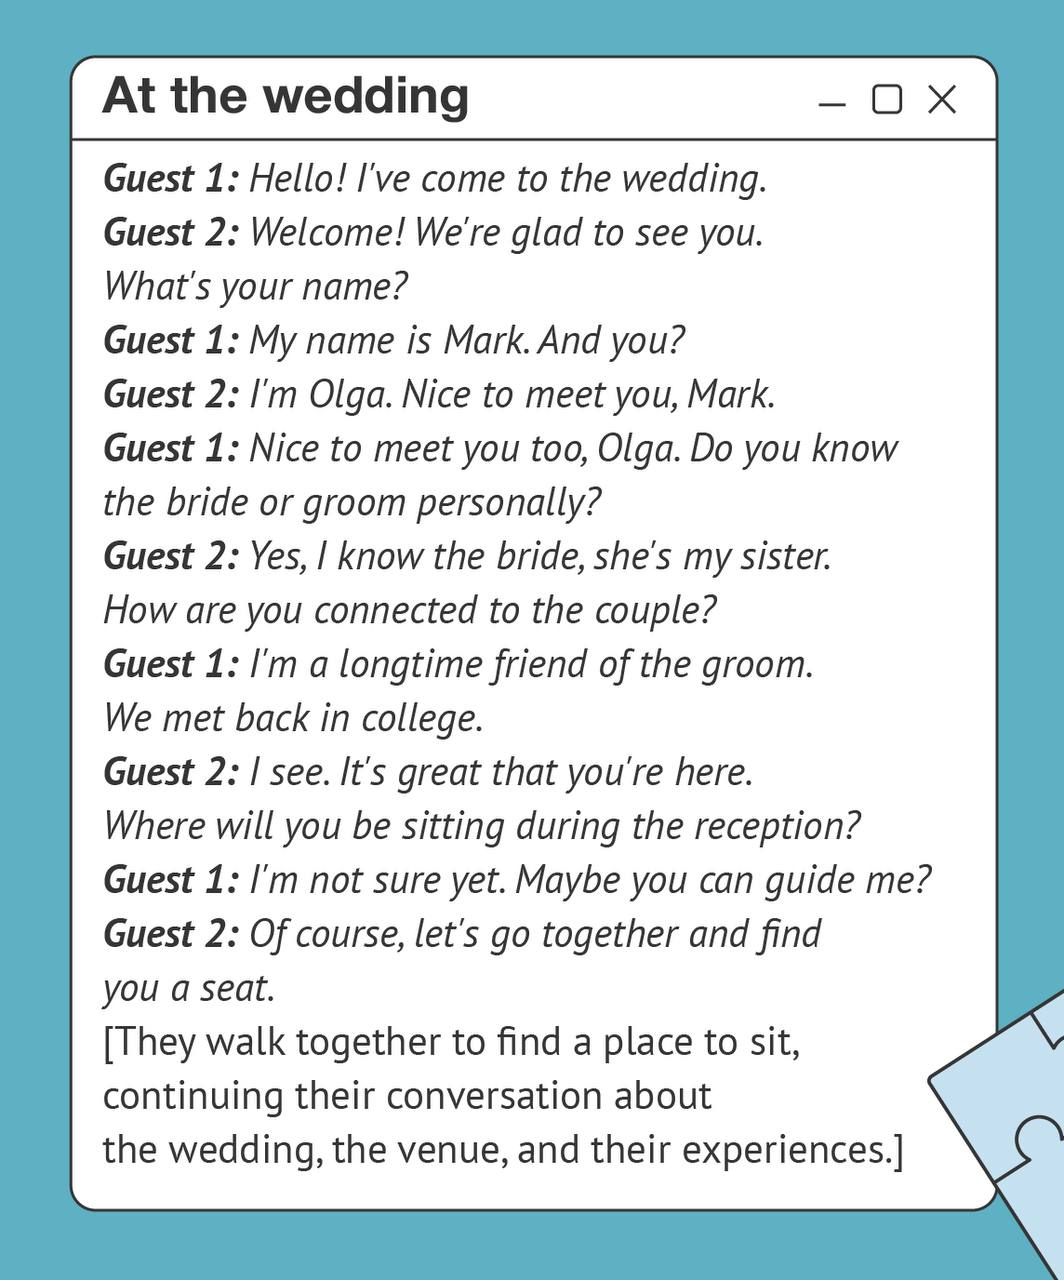 At the wedding
Guest 1: Hello! I've come to the wedding.
Guest 2: Welcome! We're glad to see you.
What's your name?
Guest 1: My name is Mark. And you?
Guest 2: I'm Olga. Nice to meet you, Mark.
Guest 1: Nice to meet you too, Olga. Do you know
the bride or groom personally?
Guest 2: Yes, I know the bride, she's my sister.
How are you connected to the couple?
Guest 1: I'm a longtime friend of the groom.
We met back in college.
Guest 2: I see. It's great that you're here.
Where will you be sitting during the reception?
Guest 1: I'm not sure yet. Maybe you can guide me?
Guest 2: Of course, let's go together and find
you a seat.
[They walk together to find a place to sit,
continuing their conversation about
the wedding, the venue, and their experiences.]